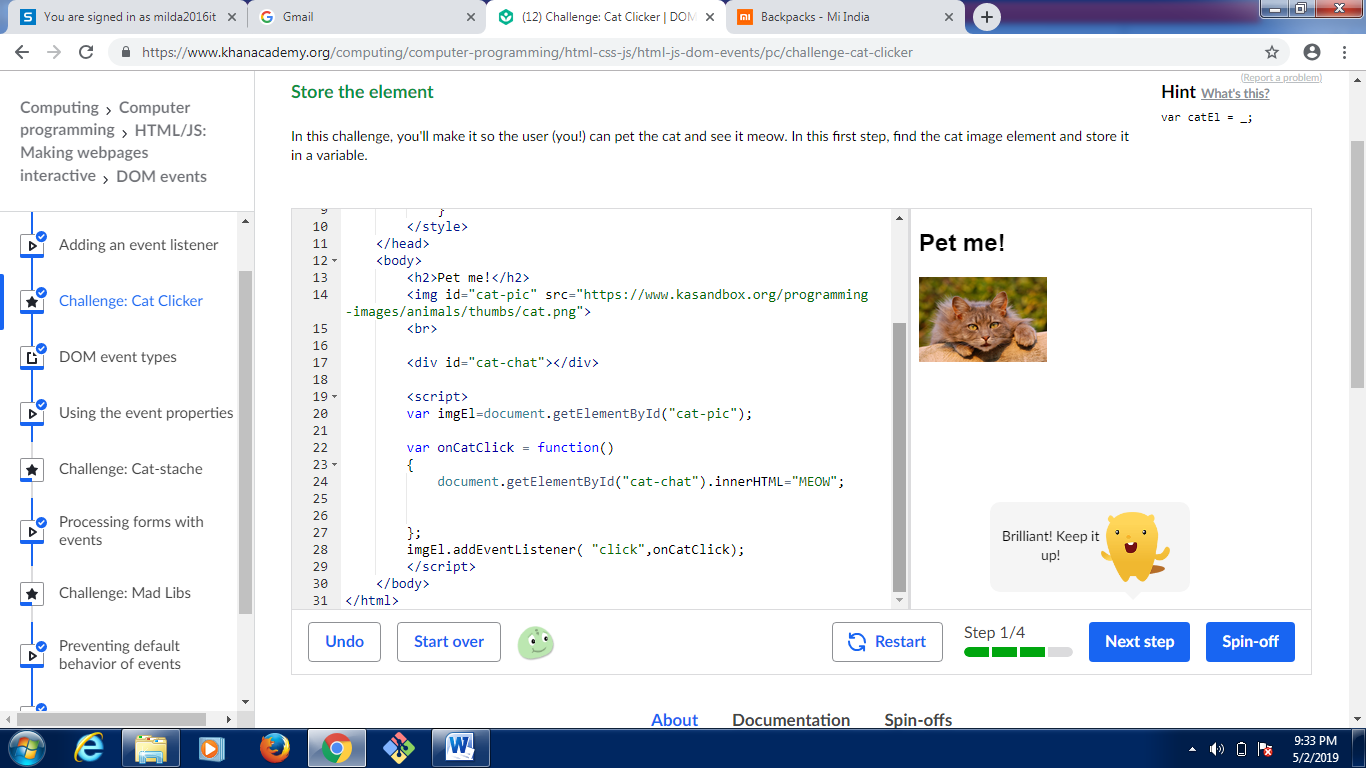 You are signed in as milda2016it
Gmail
(12) Challenge: Cat Clicker | DOM
Backpacks - Mi India
https://www.khanacademy.org/computing/computer-programming/html-css-js/html-js-dom-events/pc/challenge-cat-clicker
Computing › Computer
programming › HTML/JS:
Making webpages
interactive › DOM events
Adding an event listener
Challenge: Cat Clicker
DOM event types
Using the event properties
Challenge: Cat-stache
Processing forms with
events
Challenge: Mad Libs
Preventing default
behavior of events
(Report a problem)
Store the element
Hint What's this?
var catEl = _;
In this challenge, you'll make it so the user (you!) can pet the cat and see it meow. In this first step, find the cat image element and store it
in a variable.
9 }
10 </style>
11 </head>
12 <body>
13 <h2>Pet me!</h2>
14 <img id="cat-pic" src="https://www.kasandbox.org/programming
-images/animals/thumbs/cat.png">
15 <br>
16
17 <div id="cat-chat"></div>
18
19 <script>
20 var imgEl=document.getElementById("cat-pic");
21
22 var onCatClick = function()
23 {
24 document.getElementById("cat-chat").innerHTML="MEOW";
25
26
27 };
28 imgEl.addEventListener( "click",onCatClick);
29 </script>
30 </body>
31 </html>
Pet me!
Brilliant! Keep it
up!
Undo
Start over
Restart
Step 1/4
Next step
Spin-off
About
Documentation
Spin-offs
9:33 PM
5/2/2019